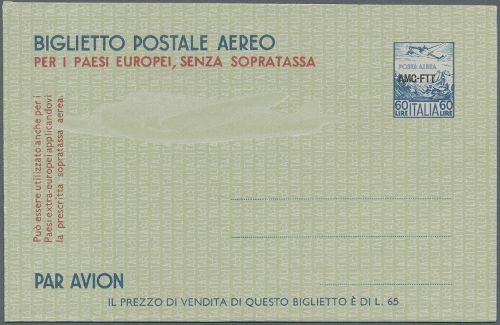 BIGLIETTO POSTALE AEREO
PER I PAESI EUROPEI, SENZA SOPRATASSA
POSTA AEREA
AMG-FTT
60 ITALIA 60
LIRE LIRE
Può essere utilizzato anche per i
Paesi extra-europei applicandovi
la prescritta sopratassa aerea.
PAR AVION
IL PREZZO DI VENDITA DI QUESTO BIGLIETTO È DI L. 65